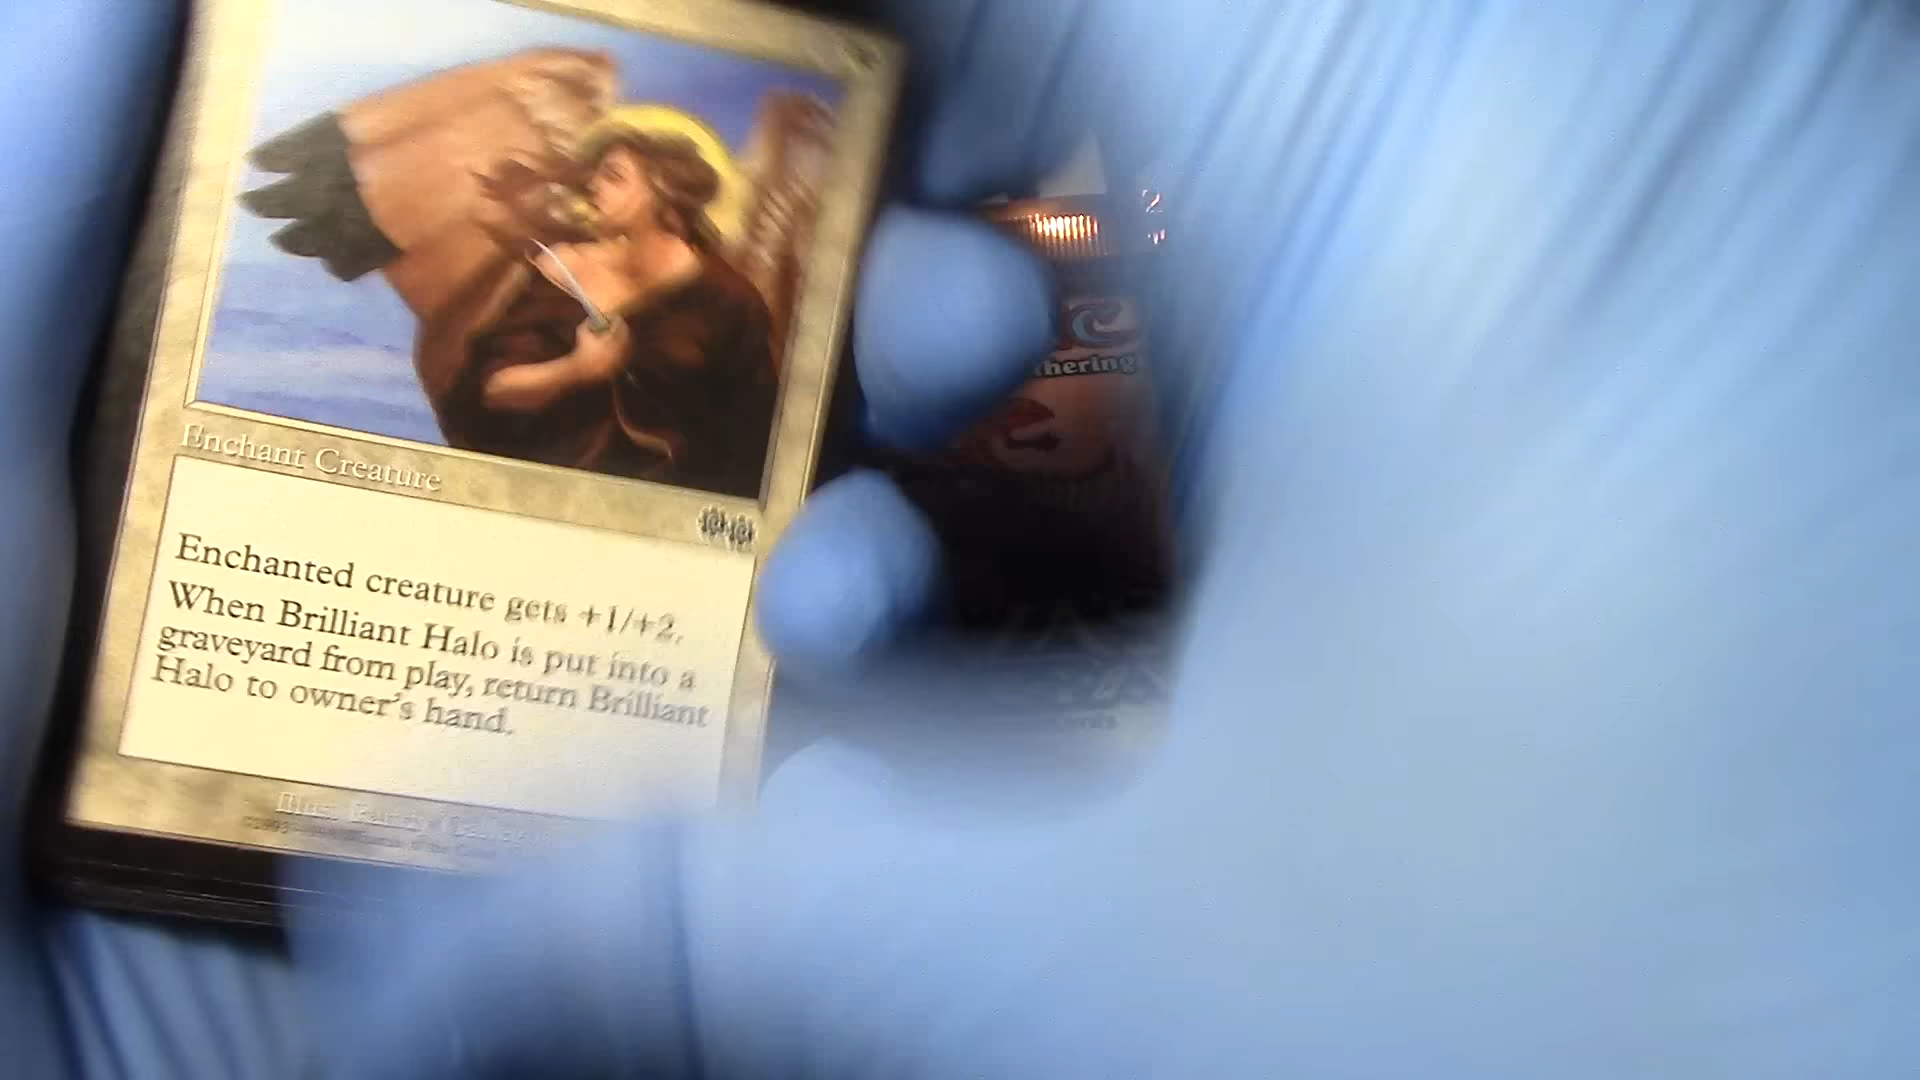 Enchant Creature
Enchanted creature gets +1/+2.
When Brilliant Halo is put into a
graveyard from play, return Brilliant
Halo to owner's hand.
Illus.
thering